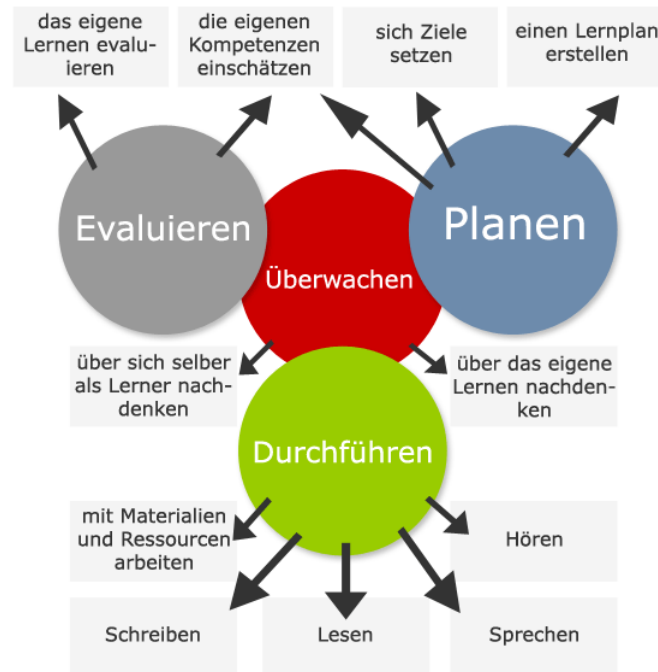 das eigene
Lernen evalu-
ieren
die eigenen
Kompetenzen
einschätzen
sich Ziele
setzen
einen Lernplan
erstellen
Evaluieren
Überwachen
Planen
über sich selber
als Lerner nach-
denken
über das eigene
Lernen nachden-
ken
Durchführen
mit Materialien
und Ressourcen
arbeiten
Hören
Schreiben
Lesen
Sprechen